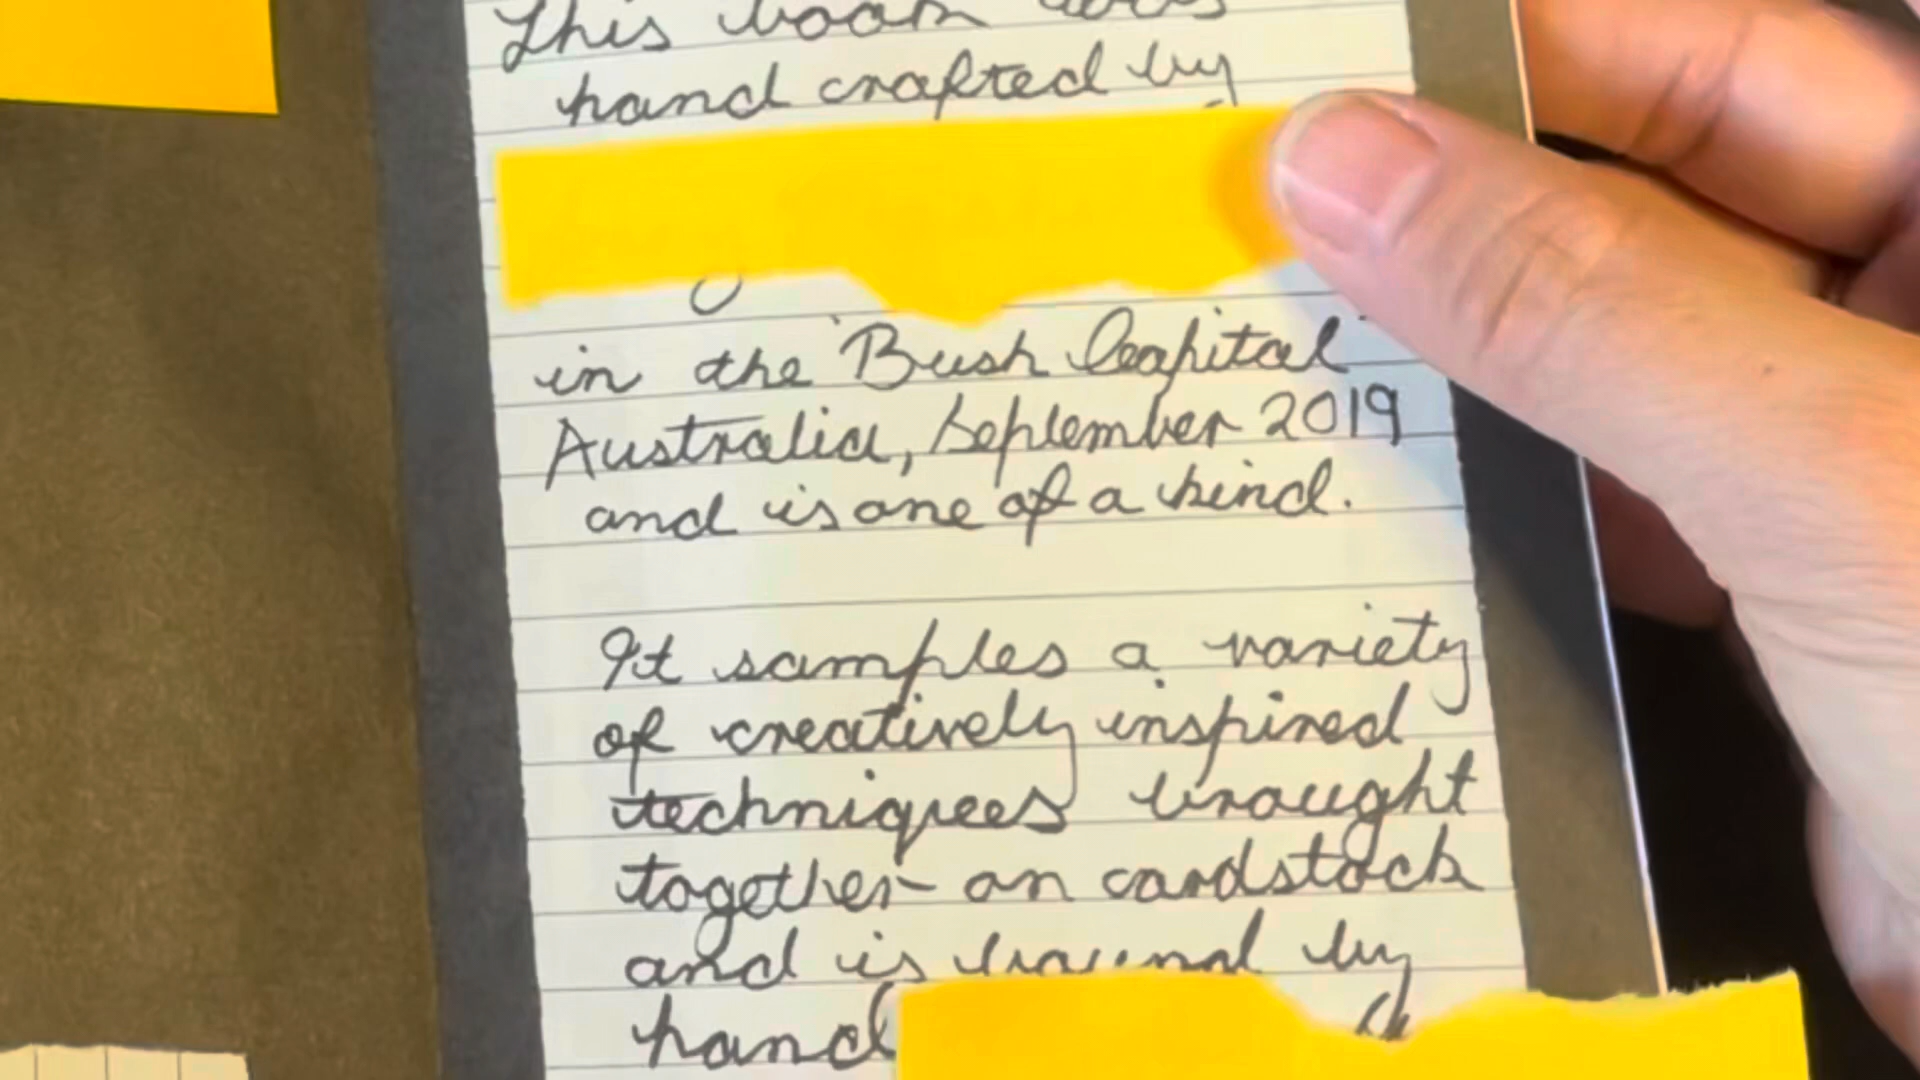 This book was
hand crafted by
in the "Bush Capital"
Australia, September 2019
and is one of a kind.
It samples a variety
of creatively inspired
techniques brought
together on cardstock
and is bound by
hand